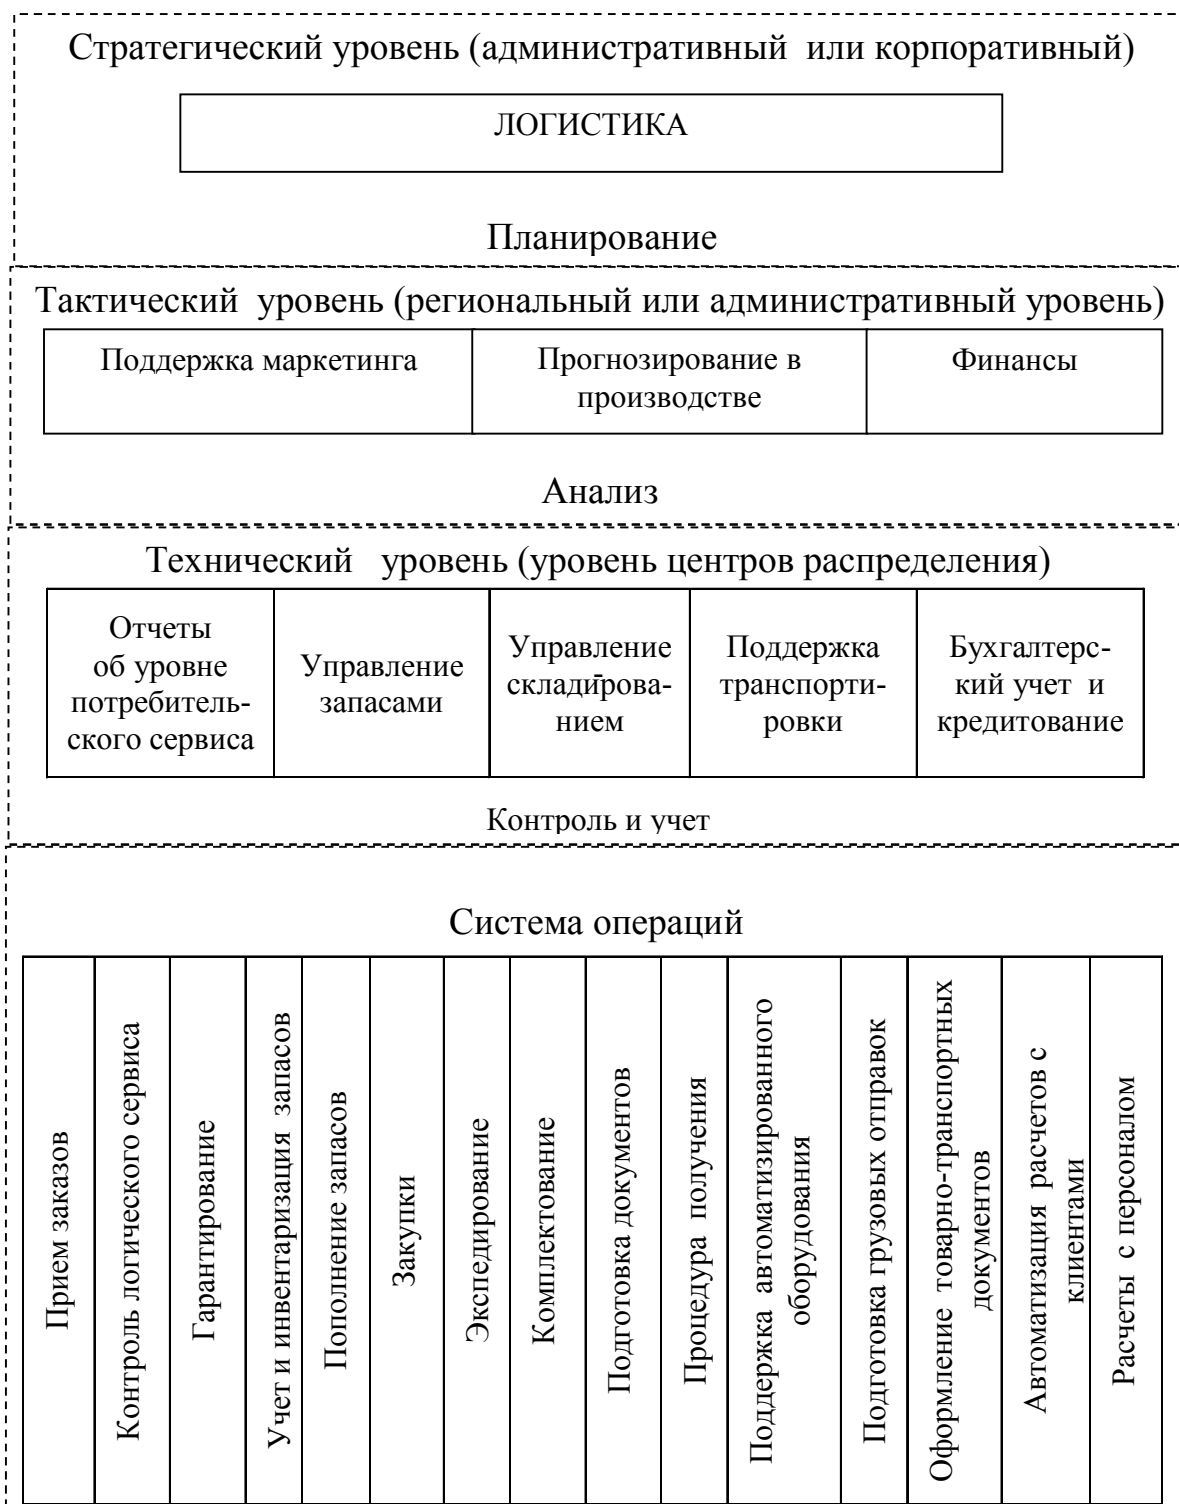 Стратегический уровень (административный или корпоративный)
ЛОГИСТИКА
Планирование
Тактический уровень (региональный или административный уровень)
Поддержка маркетинга
Прогнозирование в
производстве
Финансы
Анализ
Технический уровень (уровень центров распределения)
Отчеты
об уровне
потребитель-
ского сервиса
Управление
запасами
Управление
складирова-
нием
Поддержка
транспорти-
ровки
Бухгалтерс-
кий учет и
кредитование
Контроль и учет
Система операций
Прием заказов
Контроль логического сервиса
Гарантирование
Учет и инвентаризация запасов
Пополнение запасов
Закупки
Экспедирование
Комплектование
Подготовка документов
Процедура получения
Поддержка автоматизированного
оборудования
Подготовка грузовых отправок
Оформление товарно-транспортных
документов
Автоматизация расчетов с
клиентами
Расчеты с персоналом